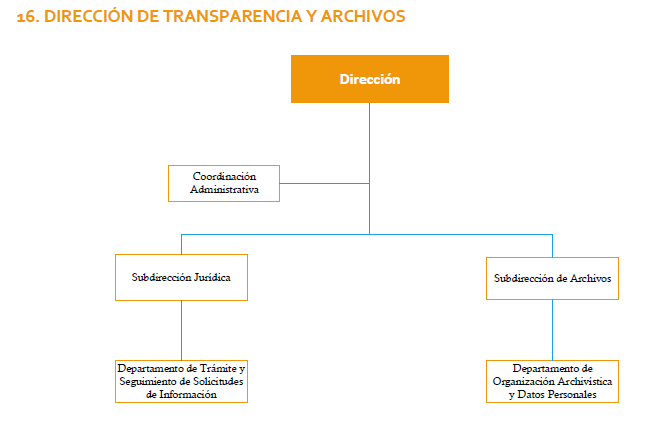 16. DIRECCIÓN DE TRANSPARENCIA Y ARCHIVOS
Dirección
Coordinación
Administrativa
Subdirección Jurídica
Subdirección de Archivos
Departamento de Trámite y
Seguimiento de Solicitudes
de Información
Departamento de
Organización Archivística
y Datos Personales